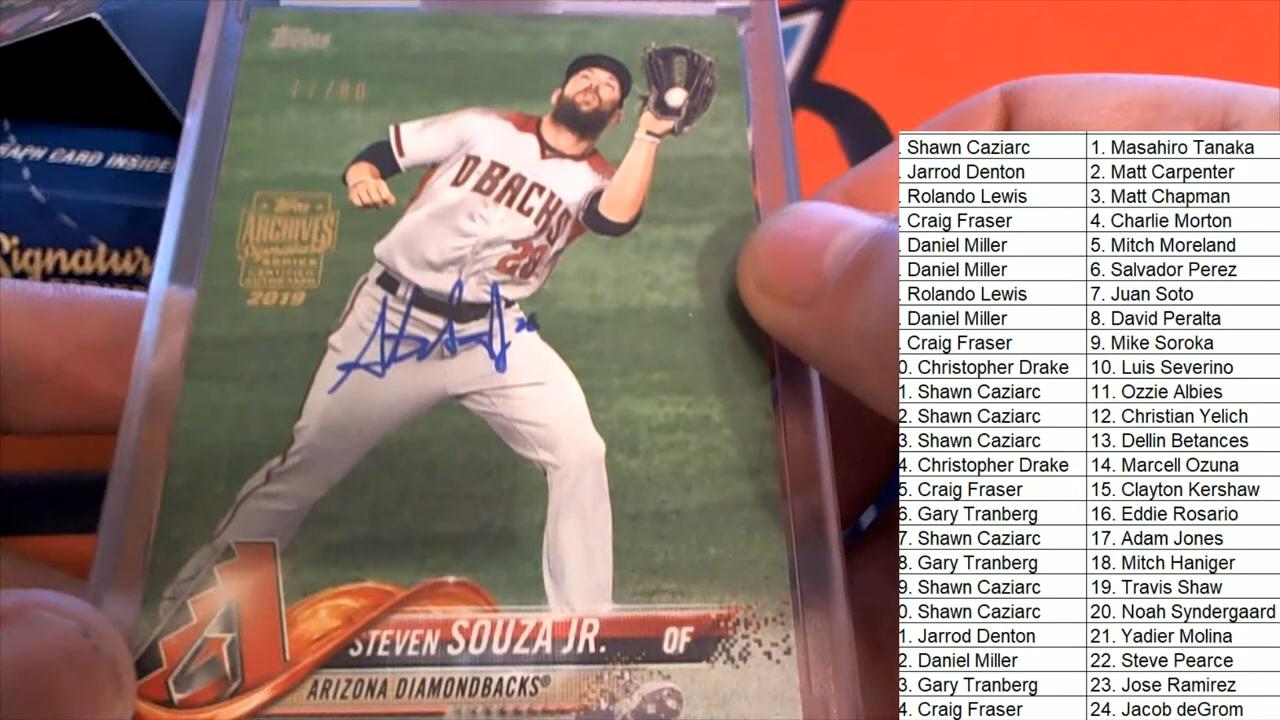 Topps
77/80
D BACKS
28
Topps
ARCHIVES
Signature
SERIES
CERTIFIED
AUTOGRAPH
2019
STEVEN SOUZA JR. OF
ARIZONA DIAMONDBACKS®
APH CARD INSIDE
Signatur
. Shawn Caziarc 1. Masahiro Tanaka
. Jarrod Denton 2. Matt Carpenter
Rolando Lewis 3. Matt Chapman
. Craig Fraser 4. Charlie Morton
. Daniel Miller 5. Mitch Moreland
. Daniel Miller 6. Salvador Perez
. Rolando Lewis 7. Juan Soto
. Daniel Miller 8. David Peralta
. Craig Fraser 9. Mike Soroka
0. Christopher Drake 10. Luis Severino
1. Shawn Caziarc 11. Ozzie Albies
2. Shawn Caziarc 12. Christian Yelich
3. Shawn Caziarc 13. Dellin Betances
4. Christopher Drake 14. Marcell Ozuna
5. Craig Fraser 15. Clayton Kershaw
6. Gary Tranberg 16. Eddie Rosario
7. Shawn Caziarc 17. Adam Jones
8. Gary Tranberg 18. Mitch Haniger
9. Shawn Caziarc 19. Travis Shaw
0. Shawn Caziarc 20. Noah Syndergaard
1. Jarrod Denton 21. Yadier Molina
2. Daniel Miller 22. Steve Pearce
3. Gary Tranberg 23. Jose Ramirez
4. Craig Fraser 24. Jacob deGrom